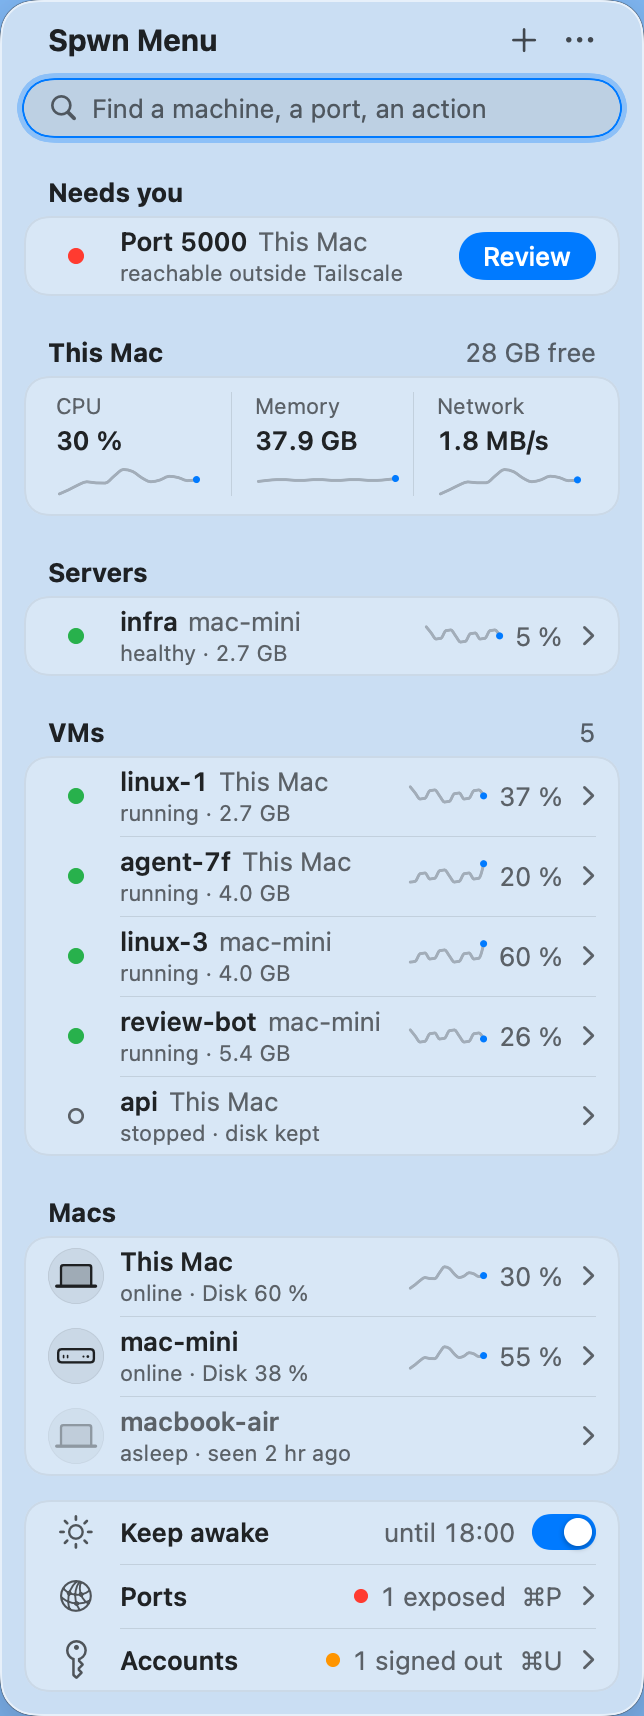 Spwn Menu
Find a machine, a port, an action
Needs you
Port 5000 This Mac
reachable outside Tailscale
Review
This Mac 28 GB free
CPU Memory Network
30 % 37.9 GB 1.8 MB/s
Servers
infra mac-mini
healthy · 2.7 GB
5 %
VMs 5
linux-1 This Mac
running · 2.7 GB
37 %
agent-7f This Mac
running · 4.0 GB
20 %
linux-3 mac-mini
running · 4.0 GB
60 %
review-bot mac-mini
running · 5.4 GB
26 %
api This Mac
stopped · disk kept
Macs
This Mac
online · Disk 60 %
30 %
mac-mini
online · Disk 38 %
55 %
macbook-air
asleep · seen 2 hr ago
Keep awake until 18:00
Ports 1 exposed ⌘P
Accounts 1 signed out ⌘U